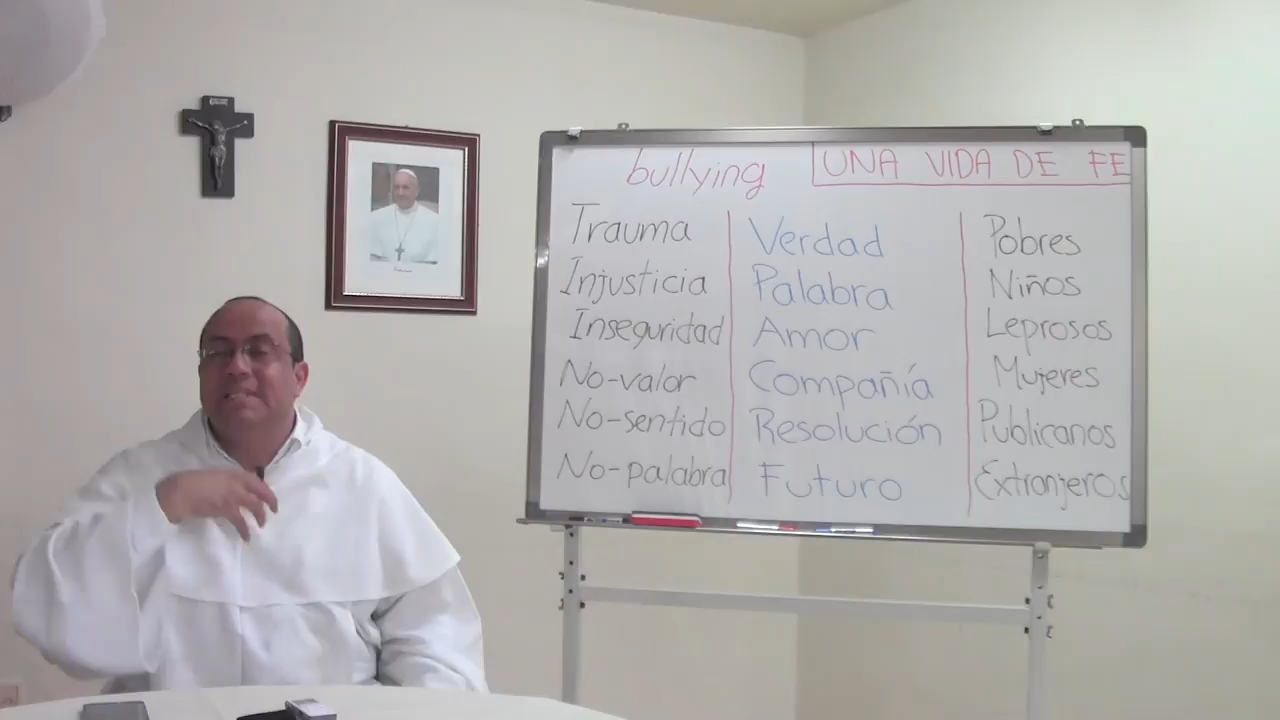 bullying UNA VIDA DE FE
Trauma
Injusticia
Inseguridad
No-valor
No-sentido
No-palabra
Verdad
Palabra
Amor
Compañía
Resolución
Futuro
Pobres
Niños
Leprosos
Mujeres
Publicanos
Extranjeros